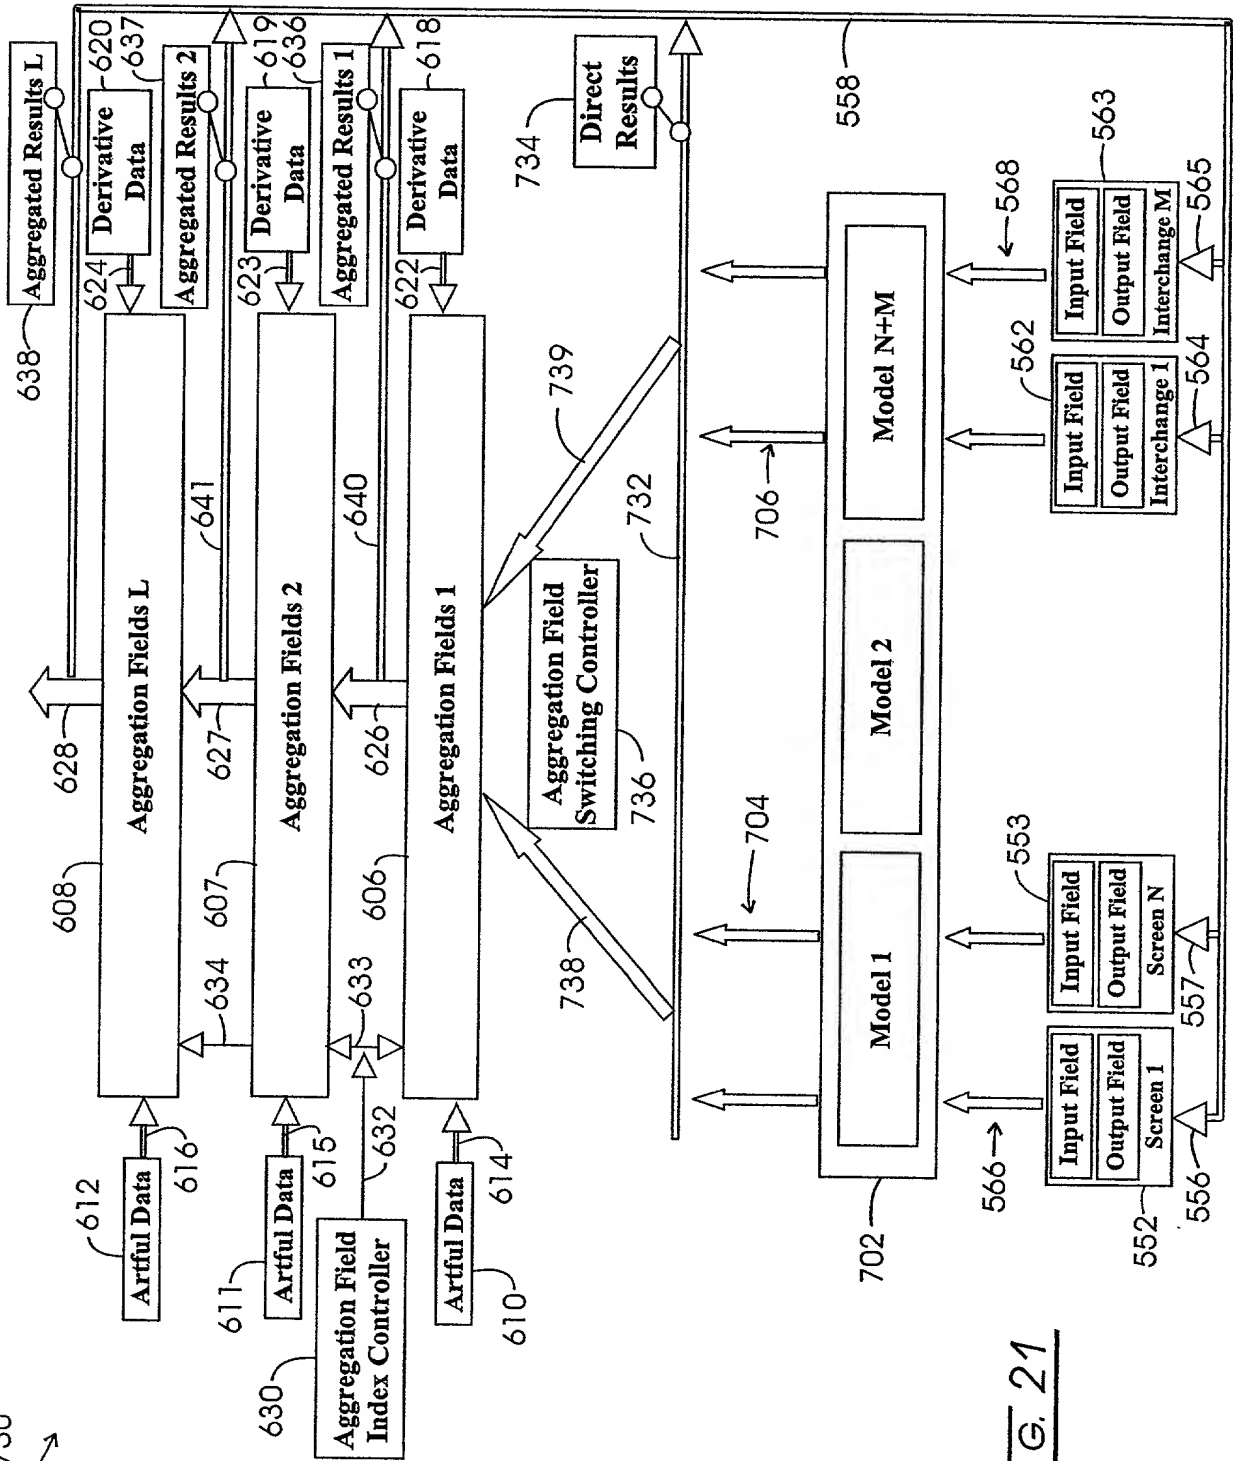 Aggregated Results L
638
620
Derivative
Data
624
637
Aggregated Results 2
619
Derivative
Data
623
636
Aggregated Results 1
618
Derivative
Data
622
734
Direct
Results
558
628
608
Aggregation Fields L
612
Artful Data
616
634
641
627
607
Aggregation Fields 2
611
Artful Data
615
633
632
630
Aggregation Field
Index Controller
640
626
606
Aggregation Fields 1
610
Artful Data
614
738
739
Aggregation Field
Switching Controller
736
732
704
706
702
Model 1
Model 2
Model N+M
566
568
552
Input Field
Output Field
Screen 1
556
553
Input Field
Output Field
Screen N
557
562
Input Field
Output Field
Interchange 1
564
563
Input Field
Output Field
Interchange M
565
G. 21